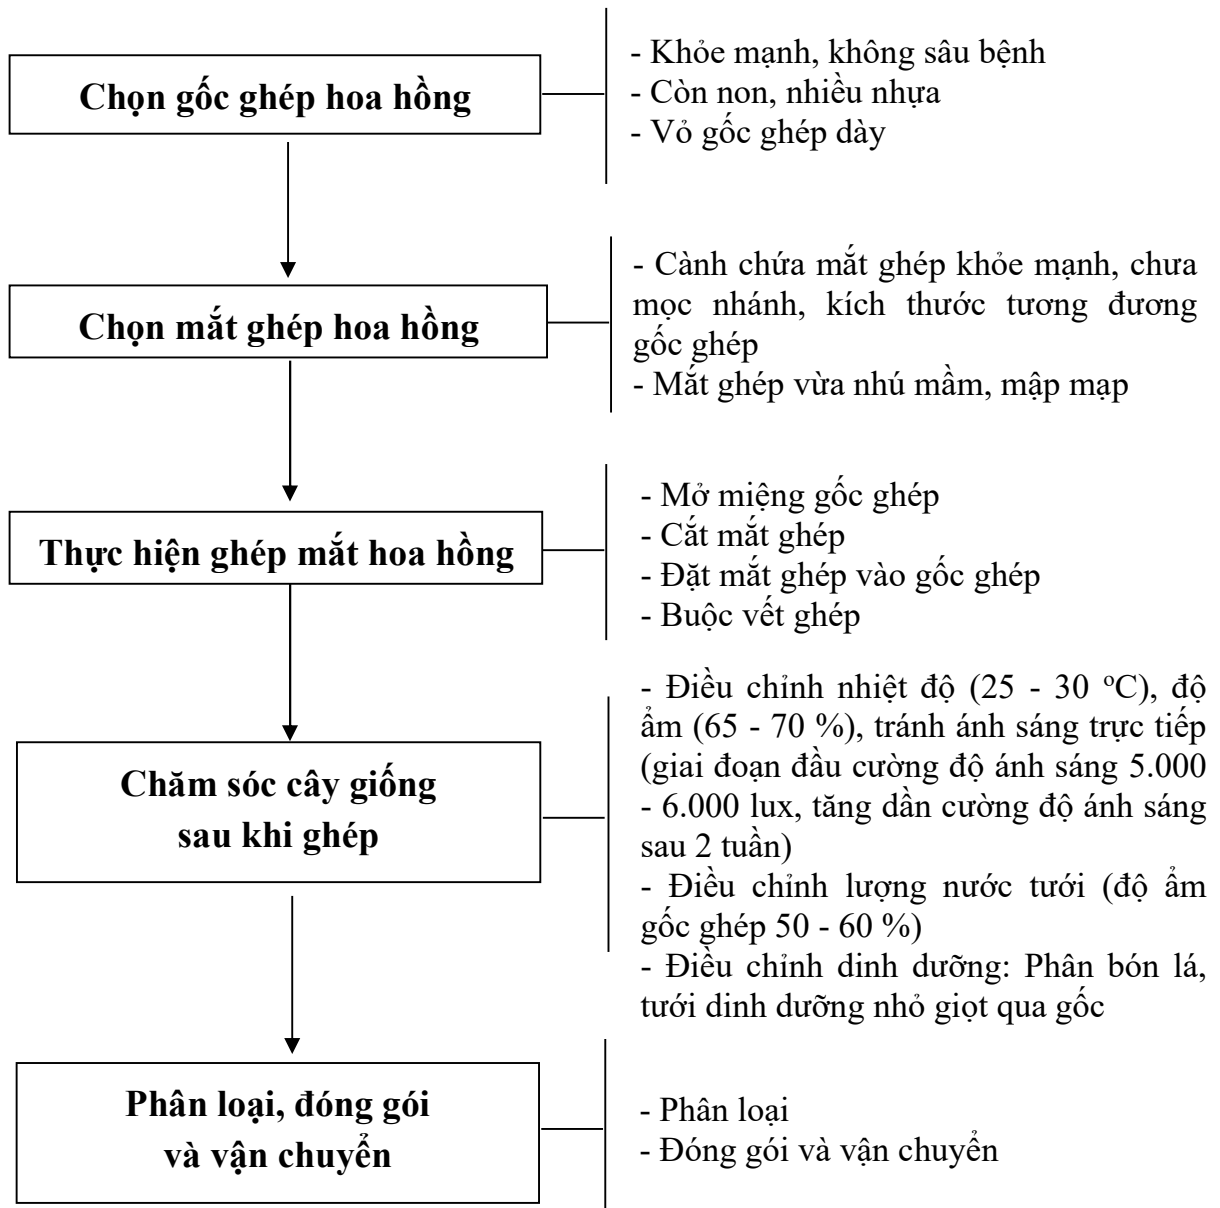 Chọn gốc ghép hoa hồng
- Khỏe mạnh, không sâu bệnh
- Còn non, nhiều nhựa
- Vỏ gốc ghép dày
Chọn mắt ghép hoa hồng
- Cành chứa mắt ghép khỏe mạnh, chưa
mọc nhánh, kích thước tương đương
gốc ghép
- Mắt ghép vừa nhú mầm, mập mạp
Thực hiện ghép mắt hoa hồng
- Mở miệng gốc ghép
- Cắt mắt ghép
- Đặt mắt ghép vào gốc ghép
- Buộc vết ghép
Chăm sóc cây giống
sau khi ghép
- Điều chỉnh nhiệt độ (25 - 30 °C), độ
ẩm (65 - 70 %), tránh ánh sáng trực tiếp
(giai đoạn đầu cường độ ánh sáng 5.000
- 6.000 lux, tăng dần cường độ ánh sáng
sau 2 tuần)
- Điều chỉnh lượng nước tưới (độ ẩm
gốc ghép 50 - 60 %)
- Điều chỉnh dinh dưỡng: Phân bón lá,
tưới dinh dưỡng nhỏ giọt qua gốc
Phân loại, đóng gói
và vận chuyển
- Phân loại
- Đóng gói và vận chuyển